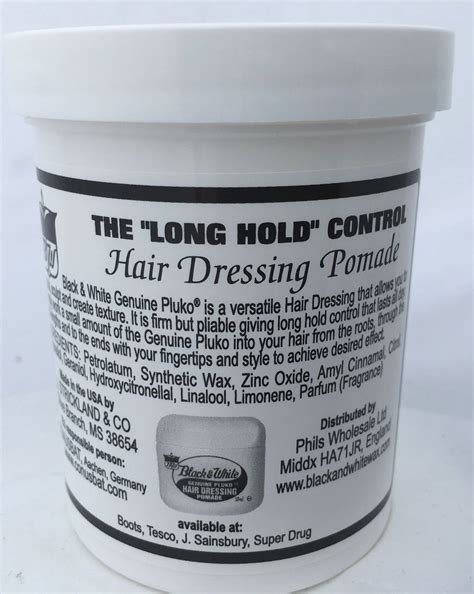 THE "LONG HOLD" CONTROL
Hair Dressing Pomade
Black & White Genuine Pluko® is a versatile Hair Dressing that allows you to
and create texture. It is firm but pliable giving long hold control that lasts all day.
a small amount of the Genuine Pluko into your hair from the roots, through the
and to the ends with your fingertips and style to achieve desired effect.
Petrolatum, Synthetic Wax, Zinc Oxide, Amyl Cinnamal,
Geraniol, Hydroxycitronellal, Linalool, Limonene, Parfum (Fragrance)
Made in the USA by
STRICKLAND & CO
Branch, MS 38654
responsible person:
Aachen, Germany
Distributed by
Phils Wholesale Ltd
Middx HA71JR, England
www.blackandwhitewax.com
Black & White
GENUINE PLUKO
HAIR DRESSING
POMADE
available at:
Boots, Tesco, J. Sainsbury, Super Drug